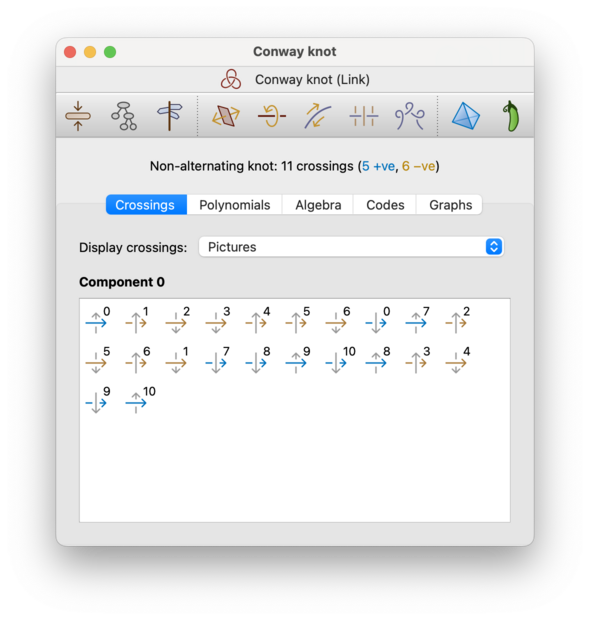 Conway knot
Conway knot (Link)
Non-alternating knot: 11 crossings (5 +ve, 6 −ve)
Crossings Polynomials Algebra Codes Graphs
Display crossings: Pictures
Component 0
0 1 2 3 4 5 6 0 7 2
5 6 1 7 8 9 10 8 3 4
9 10